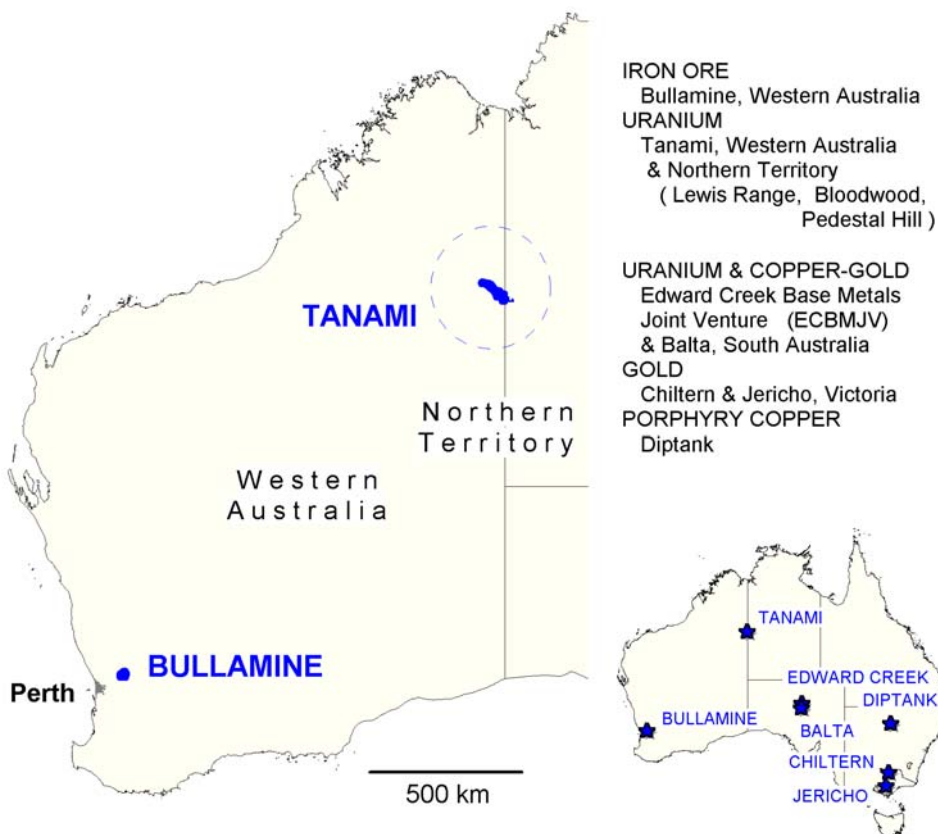 IRON ORE
Bullamine, Western Australia
URANIUM
Tanami, Western Australia
& Northern Territory
( Lewis Range, Bloodwood,
Pedestal Hill )
URANIUM & COPPER-GOLD
Edward Creek Base Metals
Joint Venture (ECBMJV)
& Balta, South Australia
GOLD
Chiltern & Jericho, Victoria
PORPHYRY COPPER
Diptank
TANAMI
Northern
Territory
Western
Australia
BULLAMINE
Perth
500 km
TANAMI
EDWARD CREEK
DIPTANK
BULLAMINE
BALTA
CHILTERN
JERICHO